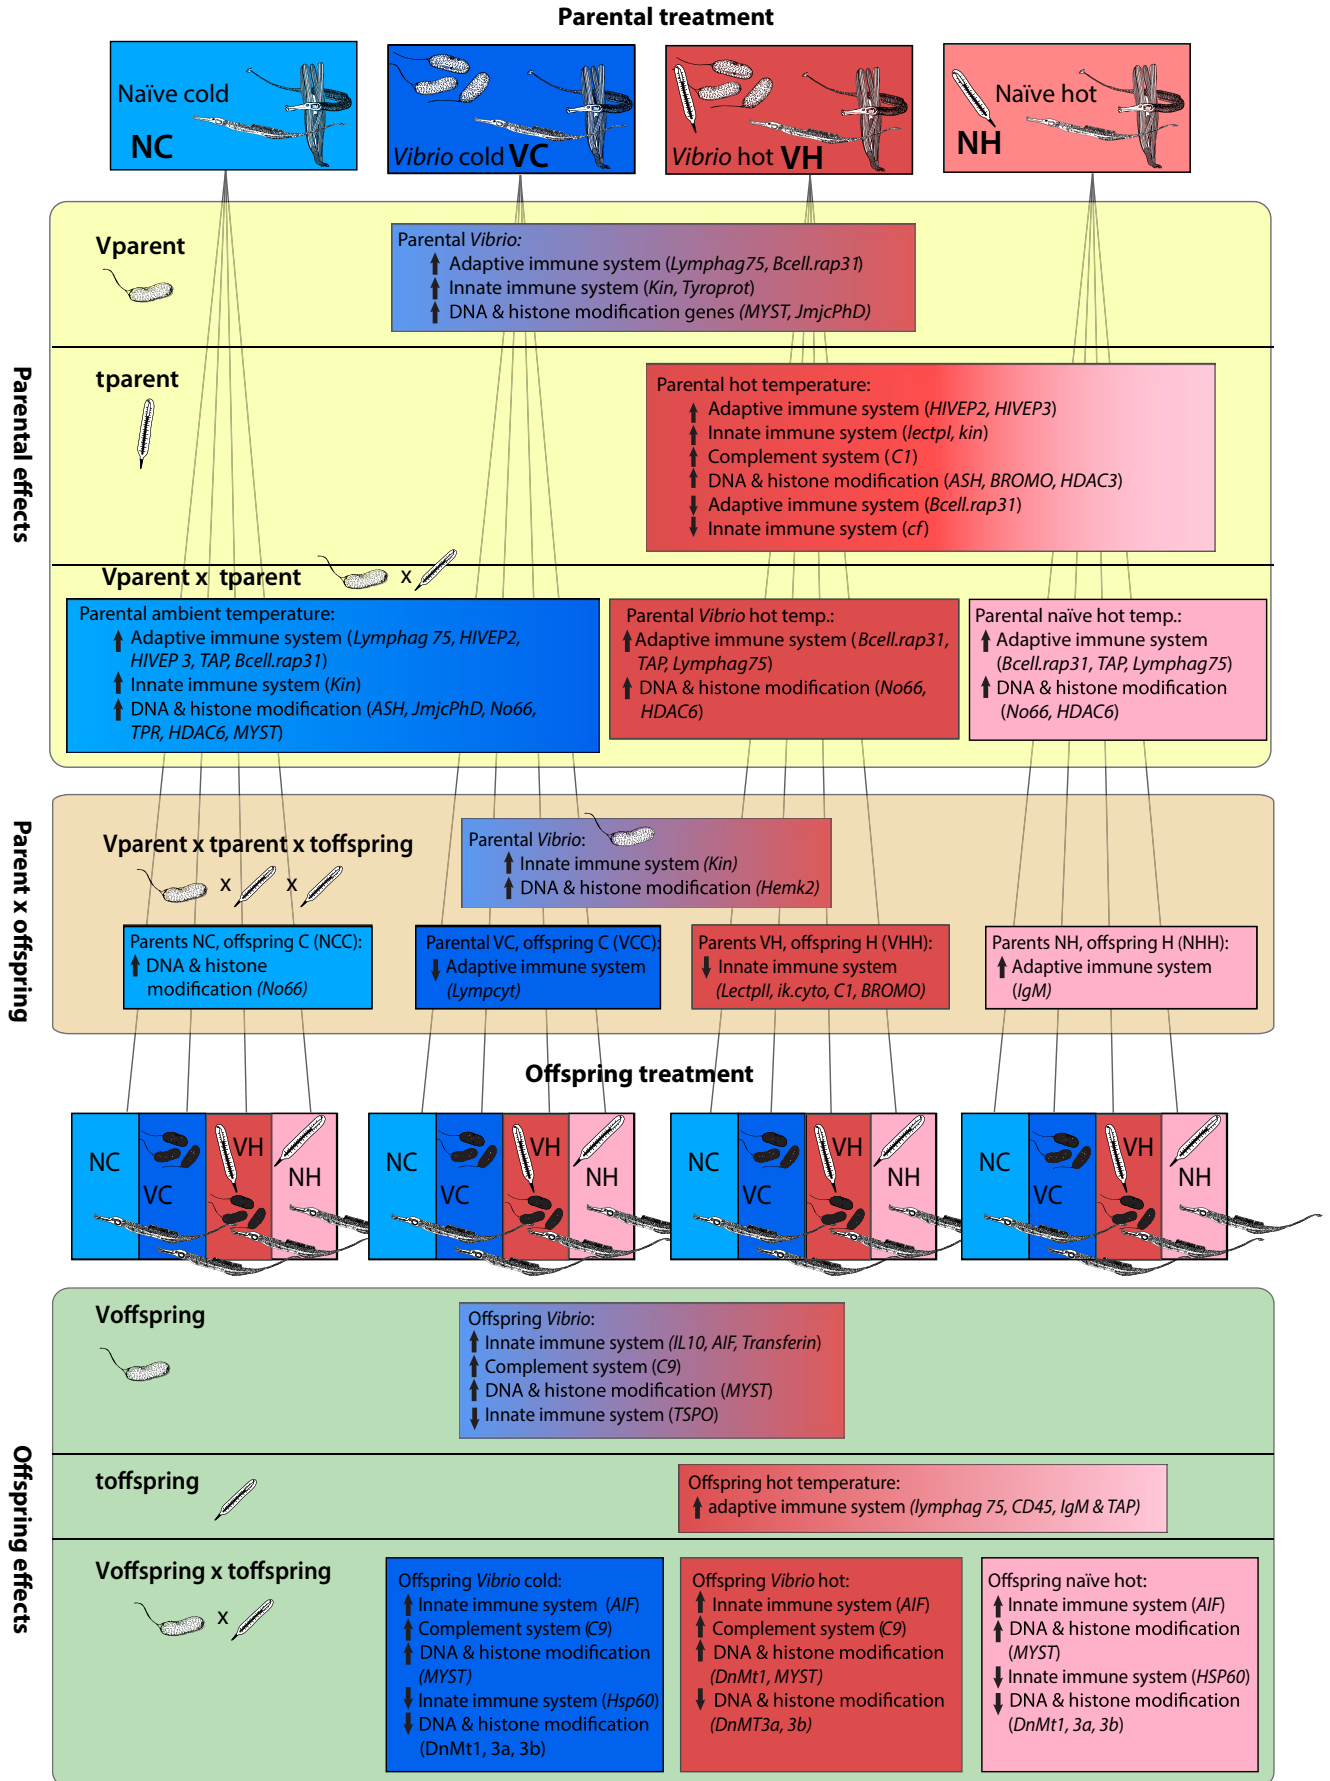 Parental treatment
Naïve cold
NC
Vibrio cold VC
Vibrio hot VH
Naïve hot
NH
Parental effects
Vparent
Parental Vibrio:
Adaptive immune system (Lymphag75, Bcell.rap31)
Innate immune system (Kin, Tyroprot)
DNA & histone modification genes (MYST, JmjcPhD)
tparent
Parental hot temperature:
Adaptive immune system (HIVEP2, HIVEP3)
Innate immune system (lectpI, kin)
Complement system (C1)
DNA & histone modification (ASH, BROMO, HDAC3)
Adaptive immune system (Bcell.rap31)
Innate immune system (cf)
Vparent x tparent
x
Parental ambient temperature:
Adaptive immune system (Lymphag 75, HIVEP2,
HIVEP 3, TAP, Bcell.rap31)
Innate immune system (Kin)
DNA & histone modification (ASH, JmjcPhD, No66,
TPR, HDAC6, MYST)
Parental Vibrio hot temp.:
Adaptive immune system (Bcell.rap31,
TAP, Lymphag75)
DNA & histone modification (No66,
HDAC6)
Parental naïve hot temp.:
Adaptive immune system
(Bcell.rap31, TAP, Lymphag75)
DNA & histone modification
(No66, HDAC6)
Parent x offspring
Vparent x tparent x toffspring
x x
Parental Vibrio:
Innate immune system (Kin)
DNA & histone modification (Hemk2)
Parents NC, offspring C (NCC):
DNA & histone
modification (No66)
Parental VC, offspring C (VCC):
Adaptive immune system
(Lympcyt)
Parents VH, offspring H (VHH):
Innate immune system
(LectpII, ik.cyto, C1, BROMO)
Parents NH, offspring H (NHH):
Adaptive immune system
(IgM)
Offspring treatment
NC
VC
VH
NH
NC
VC
VH
NH
NC
VC
VH
NH
NC
VC
VH
NH
Offspring effects
Voffspring
Offspring Vibrio:
Innate immune system (IL10, AIF, Transferin)
Complement system (C9)
DNA & histone modification (MYST)
Innate immune system (TSPO)
toffspring
Offspring hot temperature:
adaptive immune system (lymphag 75, CD45, IgM & TAP)
Voffspring x toffspring
x
Offspring Vibrio cold:
Innate immune system (AIF)
Complement system (C9)
DNA & histone modification
(MYST)
Innate immune system (Hsp60)
DNA & histone modification
(DnMt1, 3a, 3b)
Offspring Vibrio hot:
Innate immune system (AIF)
Complement system (C9)
DNA & histone modification
(DnMt1, MYST)
DNA & histone modification
(DnMT3a, 3b)
Offspring naïve hot:
Innate immune system (AIF)
DNA & histone modification
(MYST)
Innate immune system (HSP60)
DNA & histone modification
(DnMt1, 3a, 3b)